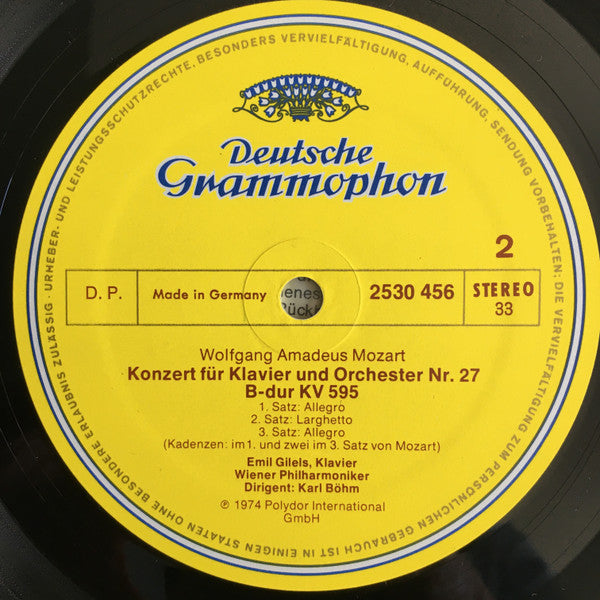 URHEBER- UND LEISTUNGSSCHUTZRECHTE, BESONDERS VERVIELFÄLTIGUNG, AUFFÜHRUNG, SENDUNG VORBEHALTEN; DIE VERVIELFÄLTIGUNG ZUM PERSÖNLICHEN GEBRAUCH IST IN EINIGEN STAATEN OHNE BESONDERE ERLAUBNIS ZULÄSSIG ·
Deutsche
Grammophon
2
D. P.
Made in Germany
enes
Rück
2530 456
STEREO
33
Wolfgang Amadeus Mozart
Konzert für Klavier und Orchester Nr. 27
B-dur KV 595
1. Satz: Allegro
2. Satz: Larghetto
3. Satz: Allegro
(Kadenzen: im 1. und zwei im 3. Satz von Mozart)
Emil Gilels, Klavier
Wiener Philharmoniker
Dirigent: Karl Böhm
℗ 1974 Polydor International
GmbH